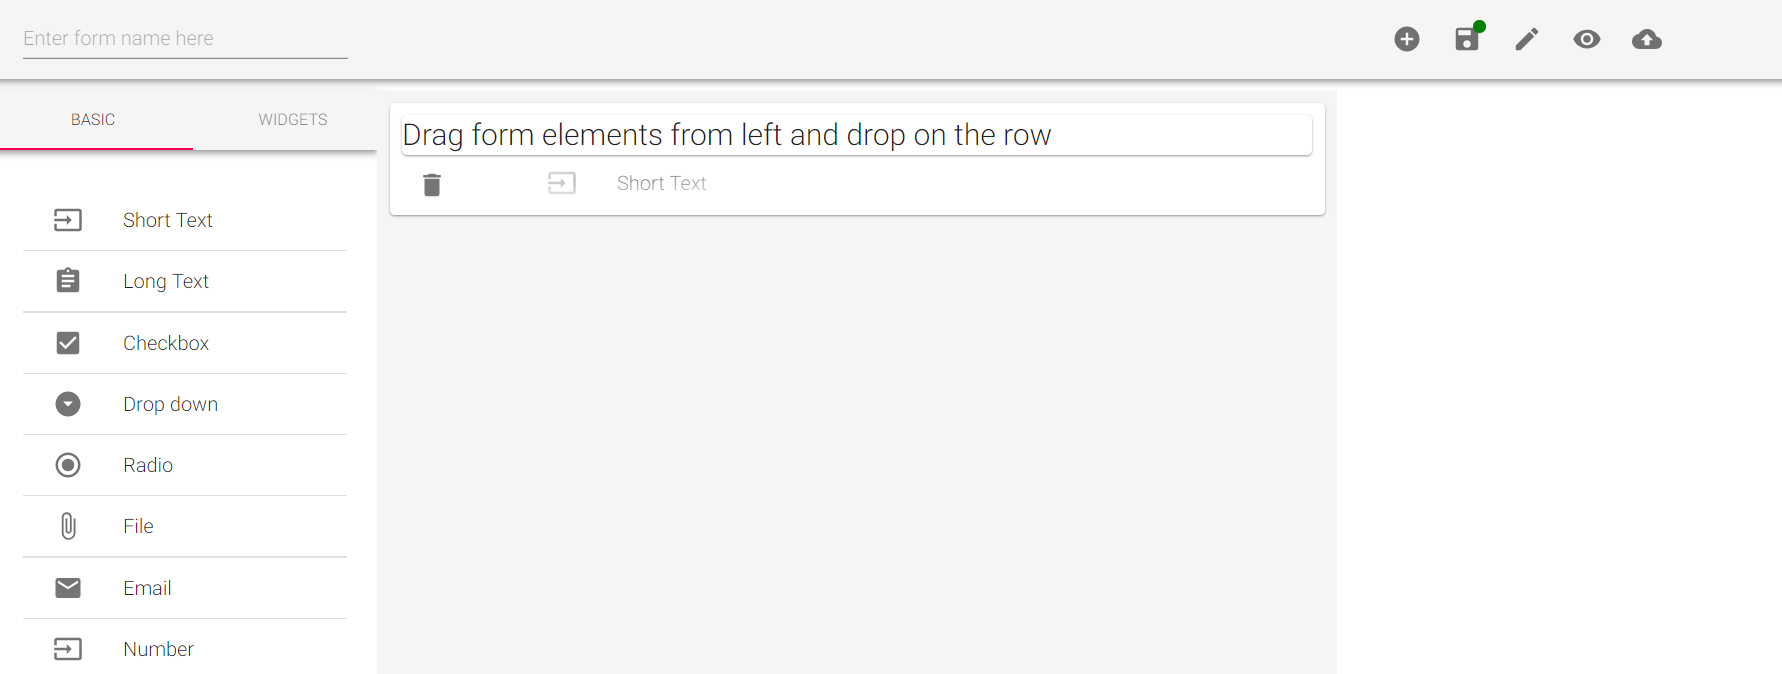 Enter form name here
BASIC
WIDGETS
Drag form elements from left and drop on the row
Short Text
Short Text
Long Text
Checkbox
Drop down
Radio
File
Email
Number